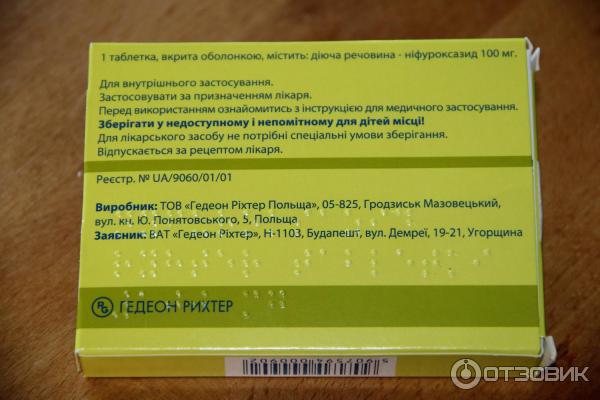 1 таблетка, вкрита оболонкою, містить: діюча речовина - ніфуроксазид 100 мг.
Для внутрішнього застосування.
Застосовувати за призначенням лікаря.
Перед використанням ознайомитись з інструкцією для медичного застосування.
Зберігати у недоступному і непомітному для дітей місці!
Для лікарського засобу не потрібні спеціальні умови зберігання.
Відпускається за рецептом лікаря.
Реєстр. № UA/9060/01/01
Виробник: ТОВ «Гедеон Ріхтер Польща», 05-825, Гродзиськ Мазовецький,
вул. кн. Ю. Понятовського, 5, Польща
Заявник: ВАТ «Гедеон Ріхтер», Н-1103, Будапешт, вул. Демреї, 19-21, Угорщина
RG ГЕДЕОН РИХТЕР
ОТЗОВИК